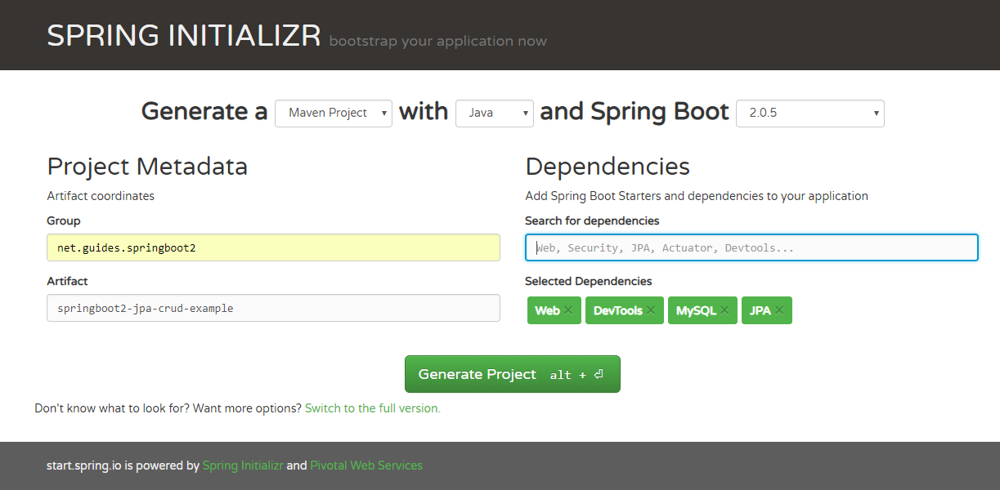 SPRING INITIALIZR bootstrap your application now
Generate a Maven Project with Java and Spring Boot 2.0.5
Project Metadata
Artifact coordinates
Group
net.guides.springboot2
Artifact
springboot2-jpa-crud-example
Dependencies
Add Spring Boot Starters and dependencies to your application
Search for dependencies
Web, Security, JPA, Actuator, Devtools...
Selected Dependencies
Web × DevTools × MySQL × JPA ×
Generate Project alt + ⏎
Don't know what to look for? Want more options? Switch to the full version.
start.spring.io is powered by Spring Initializr and Pivotal Web Services